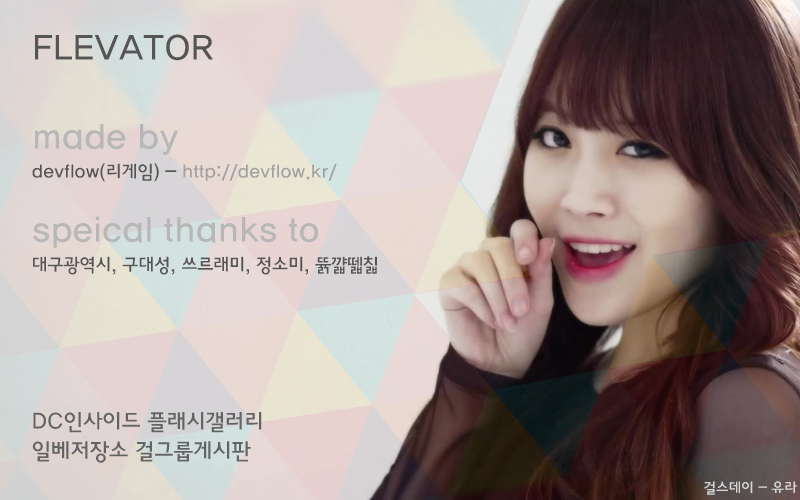 FLEVATOR
made by
devflow(리게임) – http://devflow.kr/
speical thanks to
대구광역시, 구대성, 쓰르래미, 정소미, 뚥꺏뗿칣
DC인사이드 플래시갤러리
일베저장소 걸그룹게시판
걸스데이 – 유라